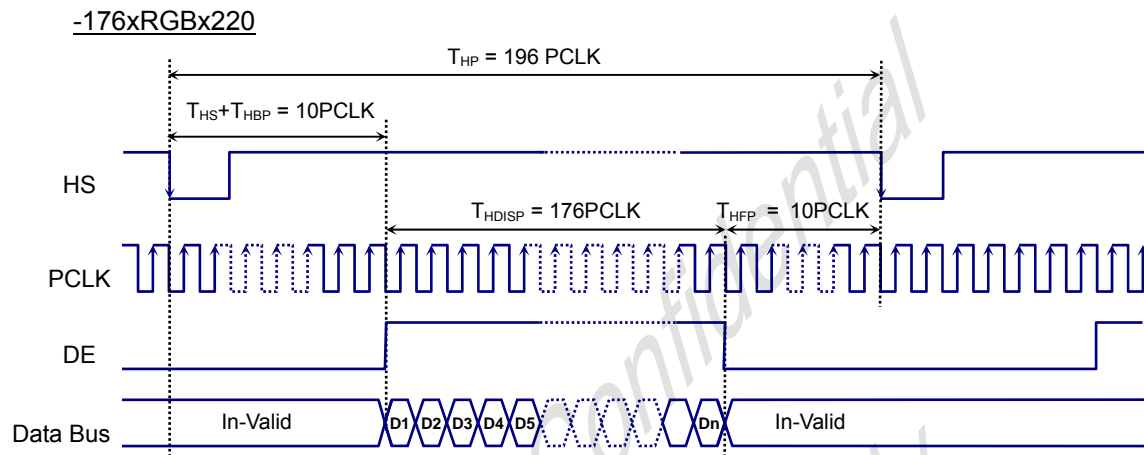 -176xRGBx220
THP = 196 PCLK
THS+THBP = 10PCLK
HS
THDISP = 176PCLK
THFP = 10PCLK
PCLK
DE
Data Bus
In-Valid
D1
D2
D3
D4
D5
Dn
In-Valid
Confidential